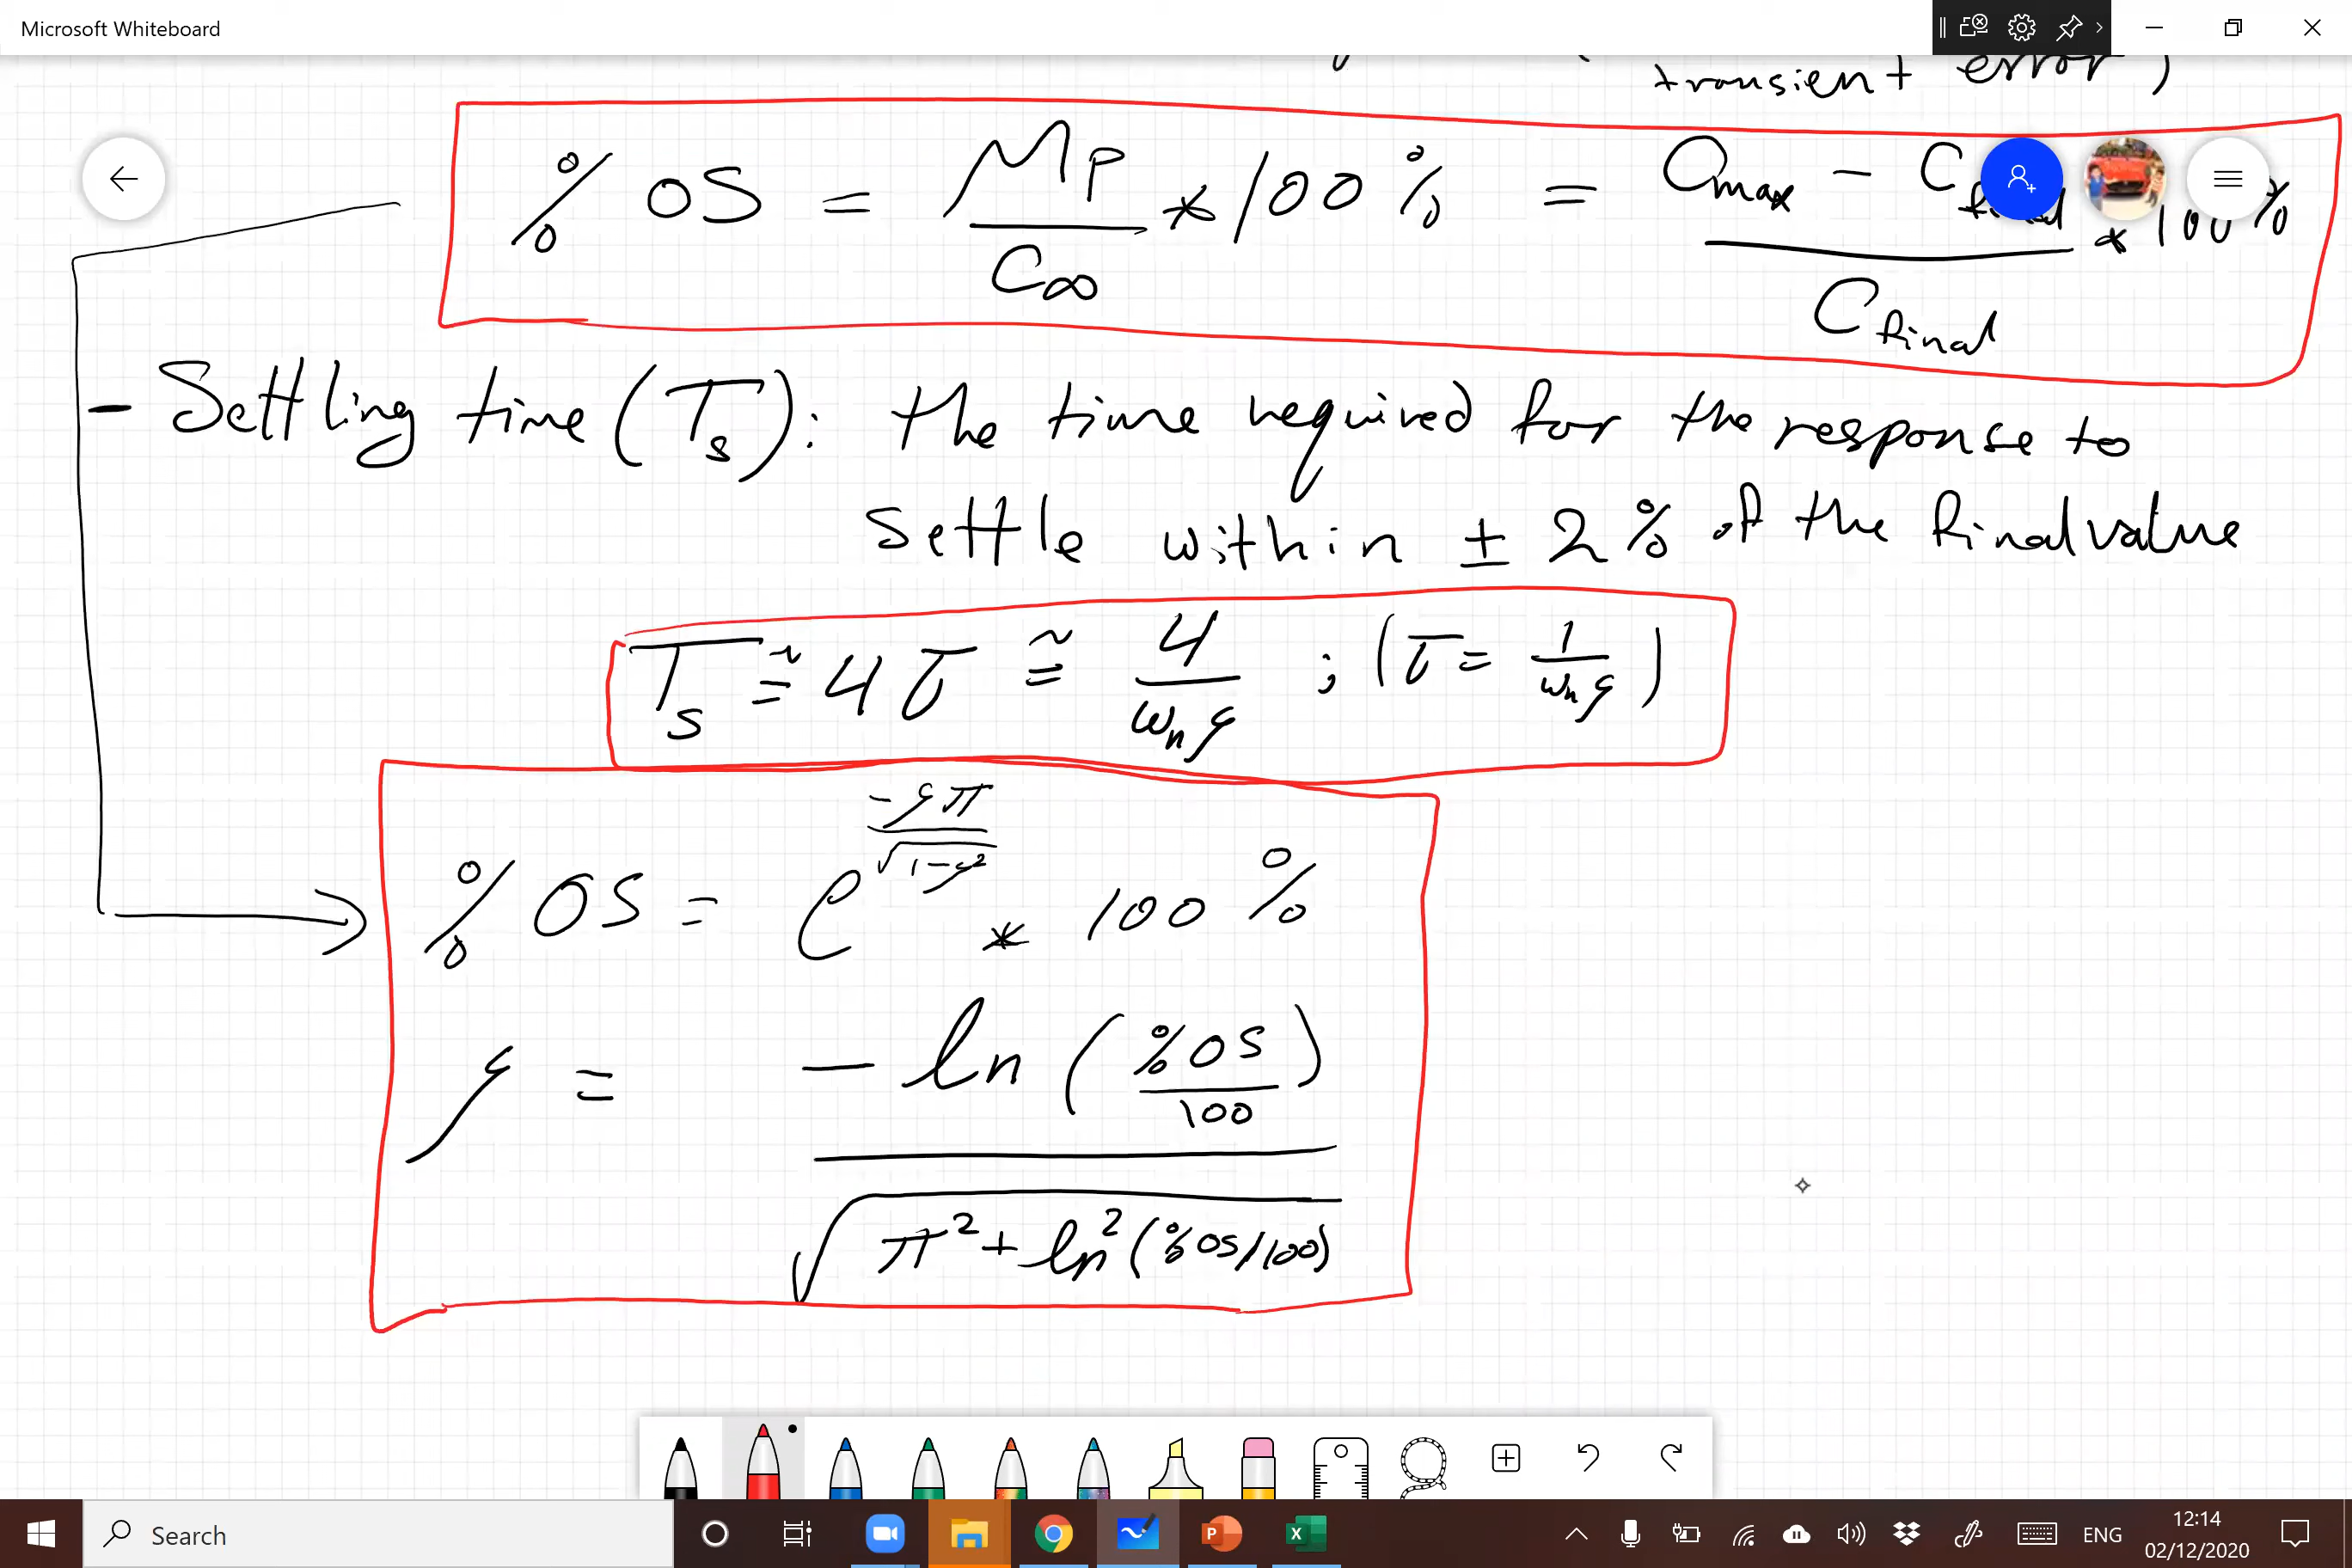 Microsoft Whiteboard
transient error)
% OS = Mp / C∞ * 100 % = (Cmax - Cfinal) / Cfinal * 100 %
- Settling time (Ts): the time required for the response to
settle within ± 2% of the final value
Ts ≅ 4τ ≅ 4 / ωnζ ; (τ = 1 / ωnζ)
% OS = e^(-ζπ / √(1-ζ²)) * 100 %
ζ = -ln (%OS / 100) / √(π² + ln² (%OS/100))
Search
ENG
12:14
02/12/2020